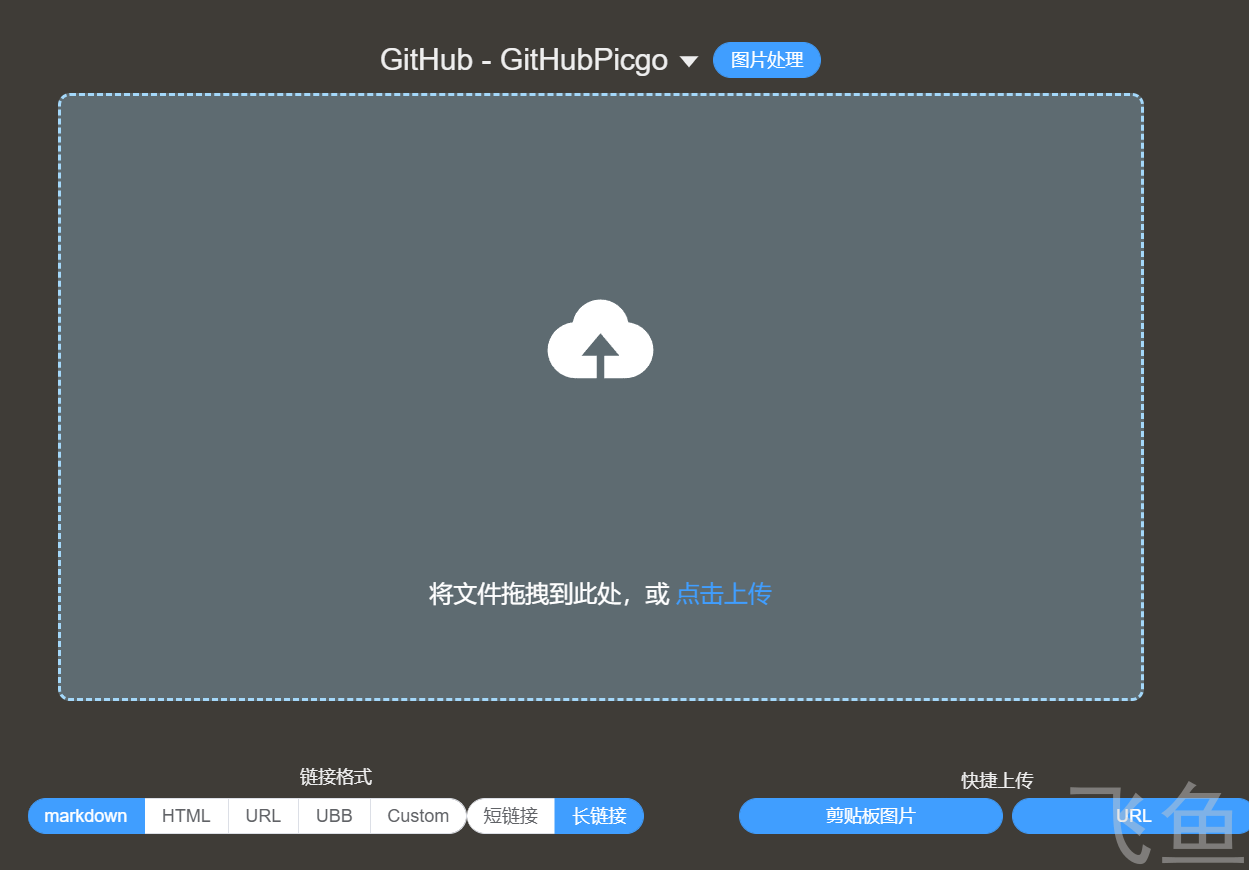 GitHub - GitHubPicgo 图片处理
将文件拖拽到此处，或 点击上传
链接格式
快捷上传
markdown HTML URL UBB Custom 短链接 长链接
剪贴板图片 URL
飞鱼